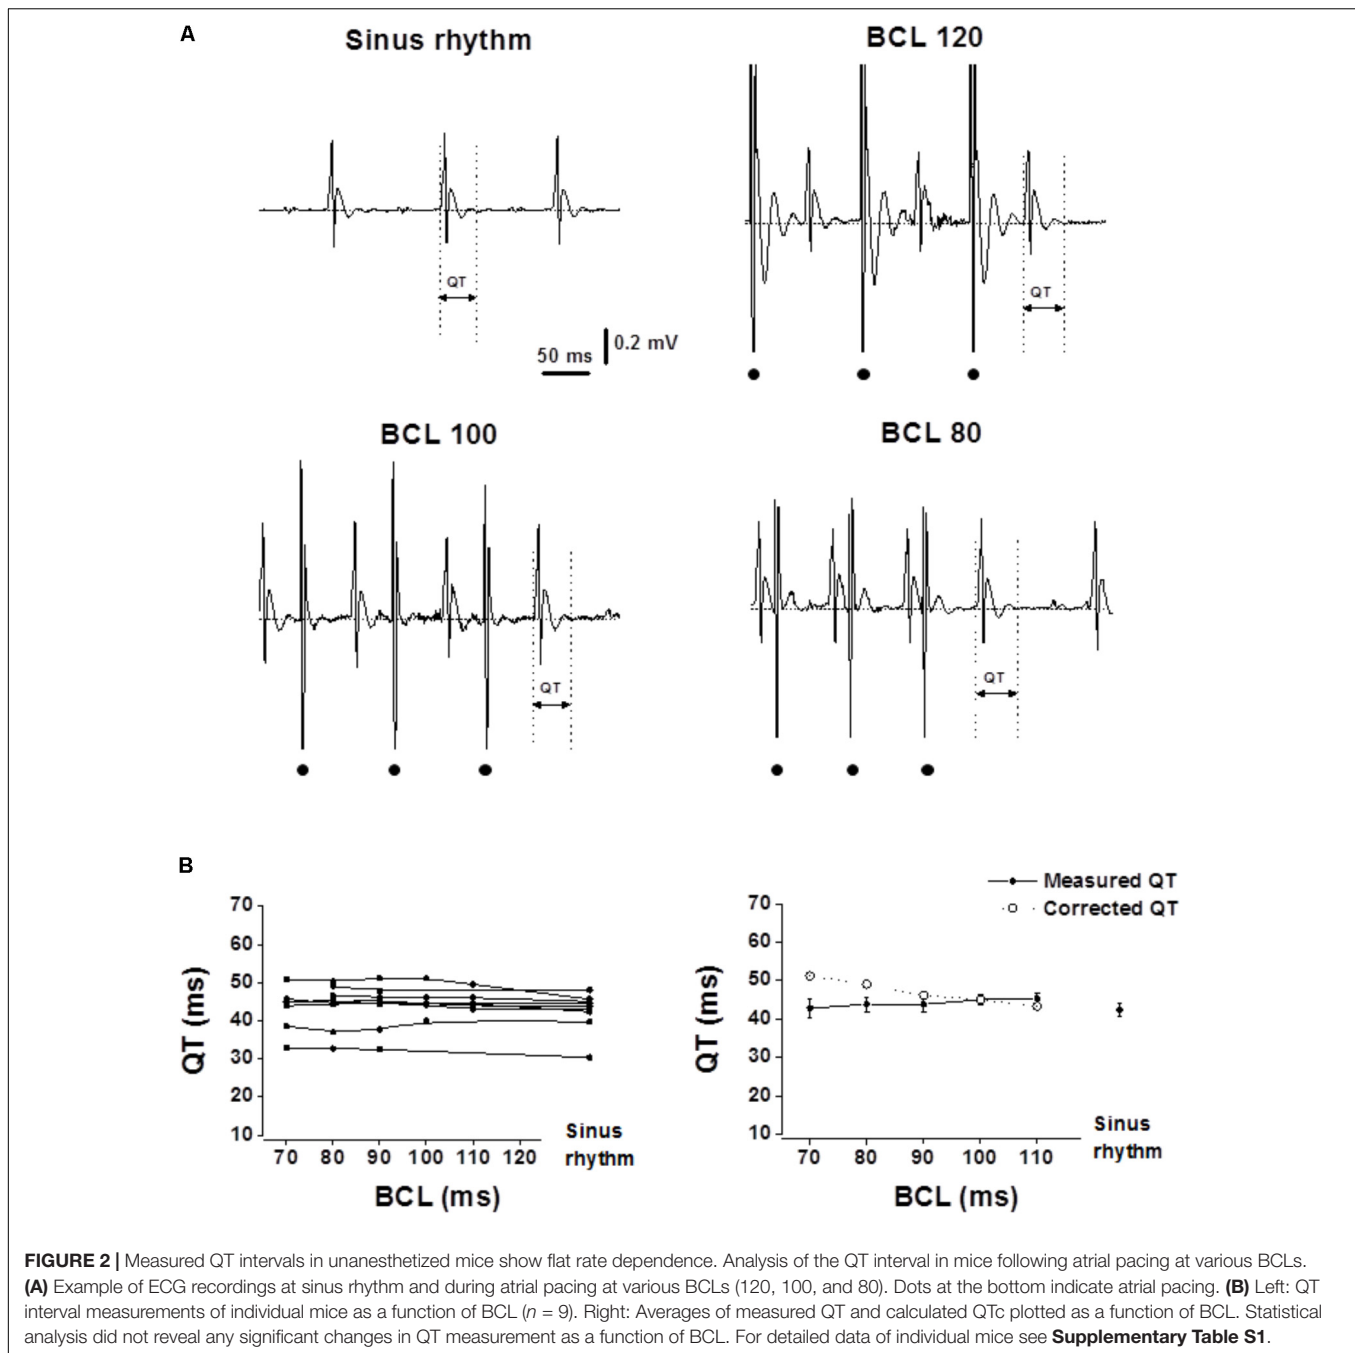 A
Sinus rhythm
BCL 120
QT
50 ms
0.2 mV
QT
BCL 100
BCL 80
QT
QT
B
QT (ms)
70
60
50
40
30
20
10
70 80 90 100 110 120
Sinus
rhythm
BCL (ms)
Measured QT
Corrected QT
QT (ms)
70
60
50
40
30
20
10
70 80 90 100 110
Sinus
rhythm
BCL (ms)
FIGURE 2 | Measured QT intervals in unanesthetized mice show flat rate dependence. Analysis of the QT interval in mice following atrial pacing at various BCLs.
(A) Example of ECG recordings at sinus rhythm and during atrial pacing at various BCLs (120, 100, and 80). Dots at the bottom indicate atrial pacing. (B) Left: QT
interval measurements of individual mice as a function of BCL (n = 9). Right: Averages of measured QT and calculated QTc plotted as a function of BCL. Statistical
analysis did not reveal any significant changes in QT measurement as a function of BCL. For detailed data of individual mice see Supplementary Table S1.